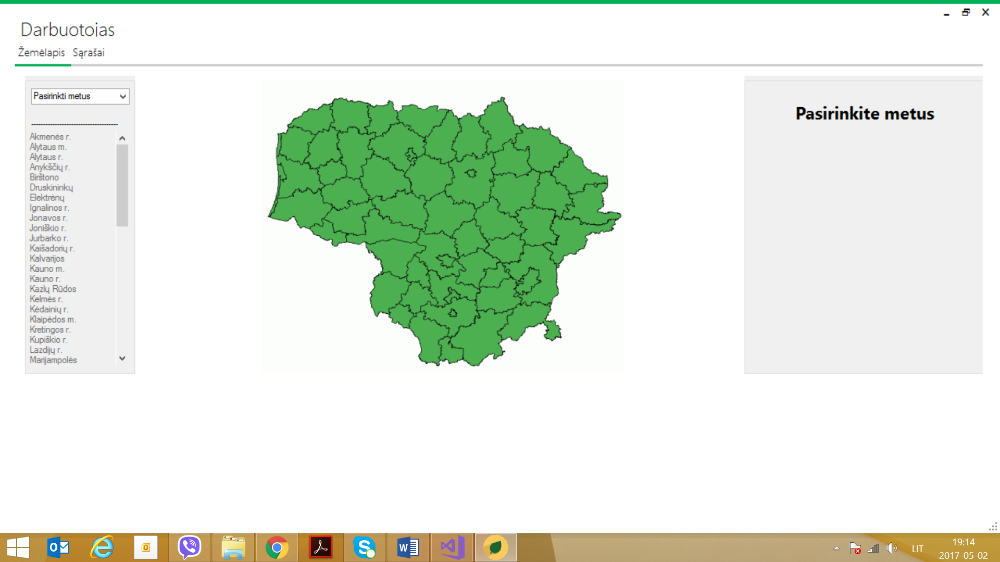 Darbuotojas
Žemėlapis Sąrašai
Pasirinkti metus
------------------------------------
Akmenės r.
Alytaus m.
Alytaus r.
Anykščių r.
Birštono
Druskininkų
Elektrėnų
Ignalinos r.
Jonavos r.
Joniškio r.
Jurbarko r.
Kaišadorių r.
Kalvarijos
Kauno m.
Kauno r.
Kazlų Rūdos
Kelmės r.
Kėdainių r.
Klaipėdos m.
Kretingos r.
Kupiškio r.
Lazdijų r.
Marijampolės
Pasirinkite metus
LIT
19:14
2017-05-02